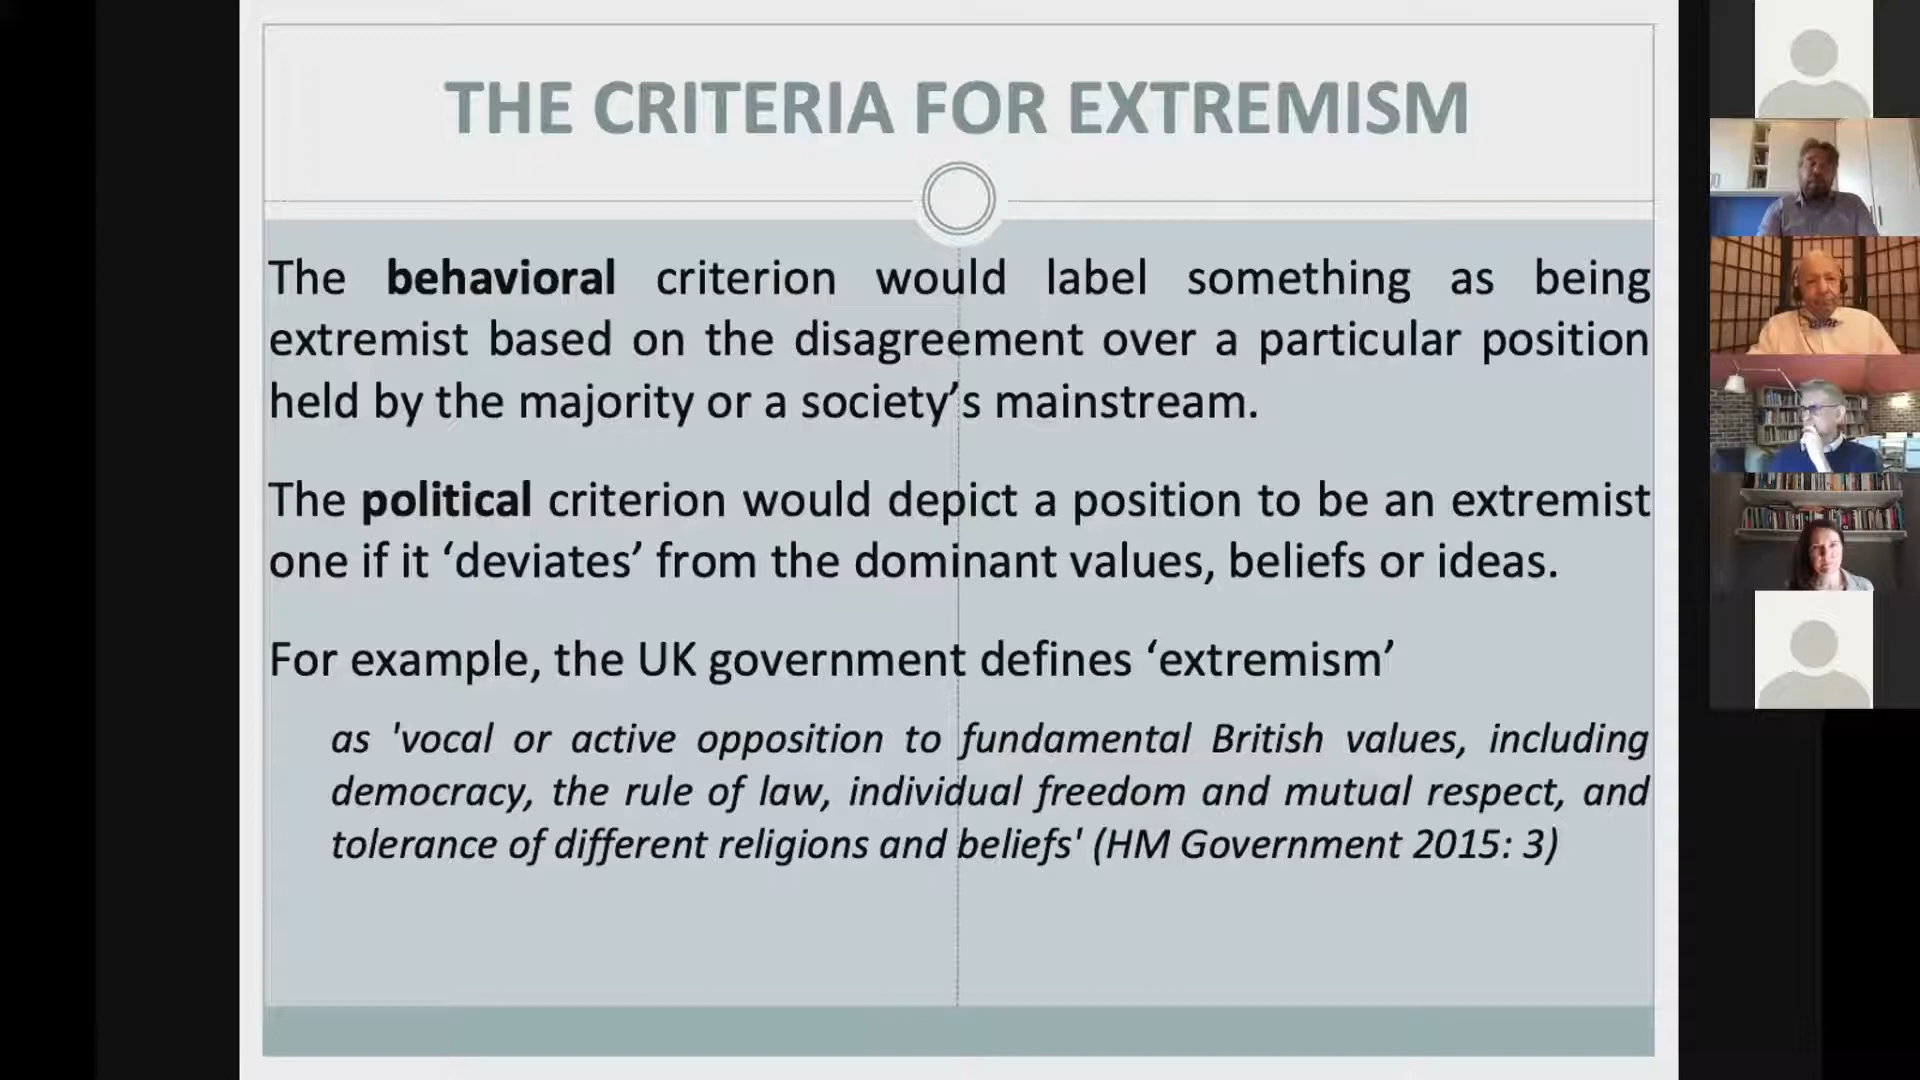 THE CRITERIA FOR EXTREMISM
The behavioral criterion would label something as being
extremist based on the disagreement over a particular position
held by the majority or a society’s mainstream.
The political criterion would depict a position to be an extremist
one if it ‘deviates’ from the dominant values, beliefs or ideas.
For example, the UK government defines ‘extremism’
as 'vocal or active opposition to fundamental British values, including
democracy, the rule of law, individual freedom and mutual respect, and
tolerance of different religions and beliefs' (HM Government 2015: 3)